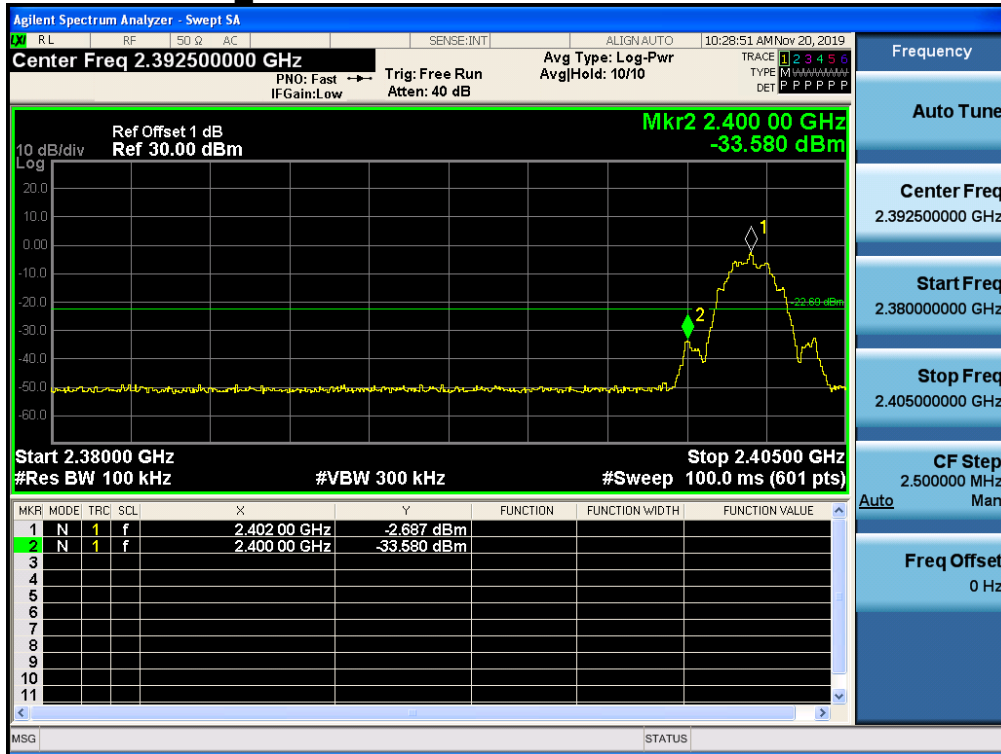 Agilent Spectrum Analyzer - Swept SA
LXI RL RF 50 Ω AC SENSE:INT ALIGN AUTO 10:28:51 AM Nov 20, 2019
Center Freq 2.392500000 GHz Avg Type: Log-Pwr TRACE 1 2 3 4 5 6
PNO: Fast Trig: Free Run Avg|Hold: 10/10 TYPE M
IFGain:Low Atten: 40 dB DET P P P P P P
Mkr2 2.400 00 GHz
-33.580 dBm
Ref Offset 1 dB
10 dB/div Ref 30.00 dBm
Log
20.0
10.0
0.00
-10.0
-20.0
-30.0
-40.0
-50.0
-60.0
1
-22.69 dBm
2
Start 2.38000 GHz Stop 2.40500 GHz
#Res BW 100 kHz #VBW 300 kHz #Sweep 100.0 ms (601 pts)
MKR MODE TRC SCL X Y FUNCTION FUNCTION WIDTH FUNCTION VALUE
1 N 1 f 2.402 00 GHz -2.687 dBm
2 N 1 f 2.400 00 GHz -33.580 dBm
3
4
5
6
7
8
9
10
11
MSG STATUS
Frequency
Auto Tune
Center Freq
2.392500000 GHz
Start Freq
2.380000000 GHz
Stop Freq
2.405000000 GHz
CF Step
2.500000 MHz
Auto Man
Freq Offset
0 Hz